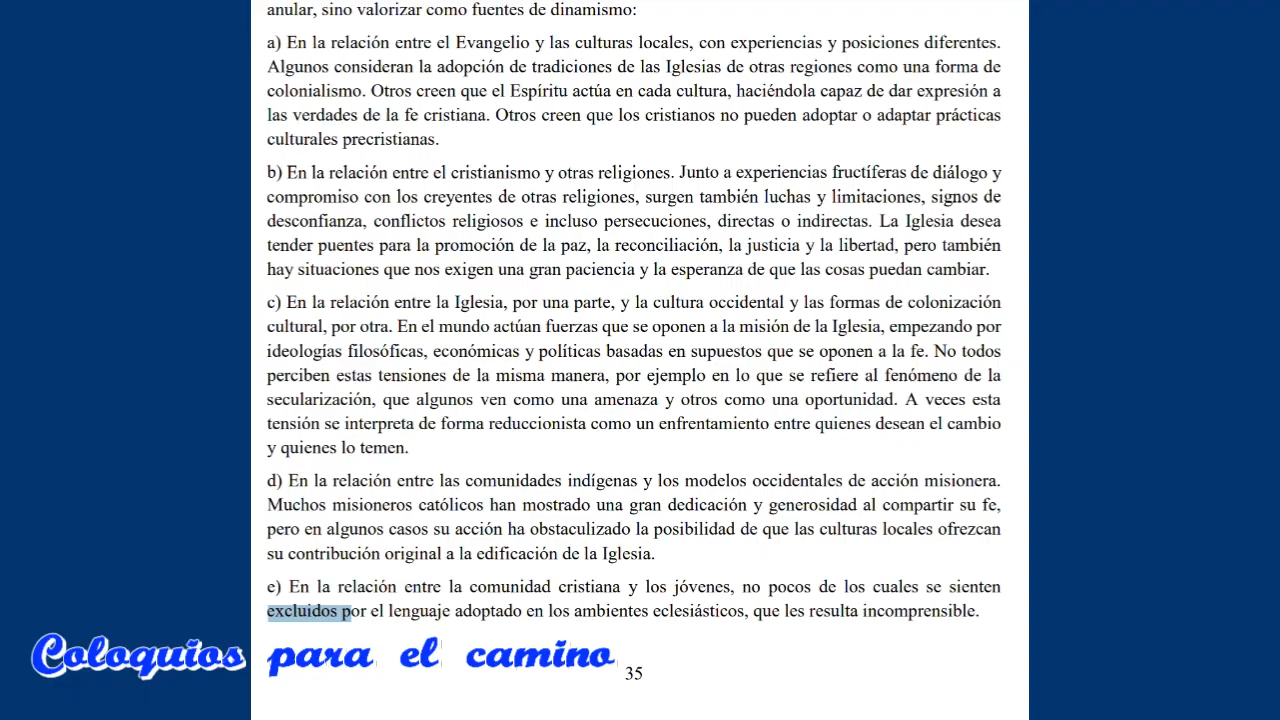 anular, sino valorizar como fuentes de dinamismo:
a) En la relación entre el Evangelio y las culturas locales, con experiencias y posiciones diferentes.
Algunos consideran la adopción de tradiciones de las Iglesias de otras regiones como una forma de
colonialismo. Otros creen que el Espíritu actúa en cada cultura, haciéndola capaz de dar expresión a
las verdades de la fe cristiana. Otros creen que los cristianos no pueden adoptar o adaptar prácticas
culturales precristianas.
b) En la relación entre el cristianismo y otras religiones. Junto a experiencias fructíferas de diálogo y
compromiso con los creyentes de otras religiones, surgen también luchas y limitaciones, signos de
desconfianza, conflictos religiosos e incluso persecuciones, directas o indirectas. La Iglesia desea
tender puentes para la promoción de la paz, la reconciliación, la justicia y la libertad, pero también
hay situaciones que nos exigen una gran paciencia y la esperanza de que las cosas puedan cambiar.
c) En la relación entre la Iglesia, por una parte, y la cultura occidental y las formas de colonización
cultural, por otra. En el mundo actúan fuerzas que se oponen a la misión de la Iglesia, empezando por
ideologías filosóficas, económicas y políticas basadas en supuestos que se oponen a la fe. No todos
perciben estas tensiones de la misma manera, por ejemplo en lo que se refiere al fenómeno de la
secularización, que algunos ven como una amenaza y otros como una oportunidad. A veces esta
tensión se interpreta de forma reduccionista como un enfrentamiento entre quienes desean el cambio
y quienes lo temen.
d) En la relación entre las comunidades indígenas y los modelos occidentales de acción misionera.
Muchos misioneros católicos han mostrado una gran dedicación y generosidad al compartir su fe,
pero en algunos casos su acción ha obstaculizado la posibilidad de que las culturas locales ofrezcan
su contribución original a la edificación de la Iglesia.
e) En la relación entre la comunidad cristiana y los jóvenes, no pocos de los cuales se sienten
excluidos por el lenguaje adoptado en los ambientes eclesiásticos, que les resulta incomprensible.
Coloquios para el camino
35